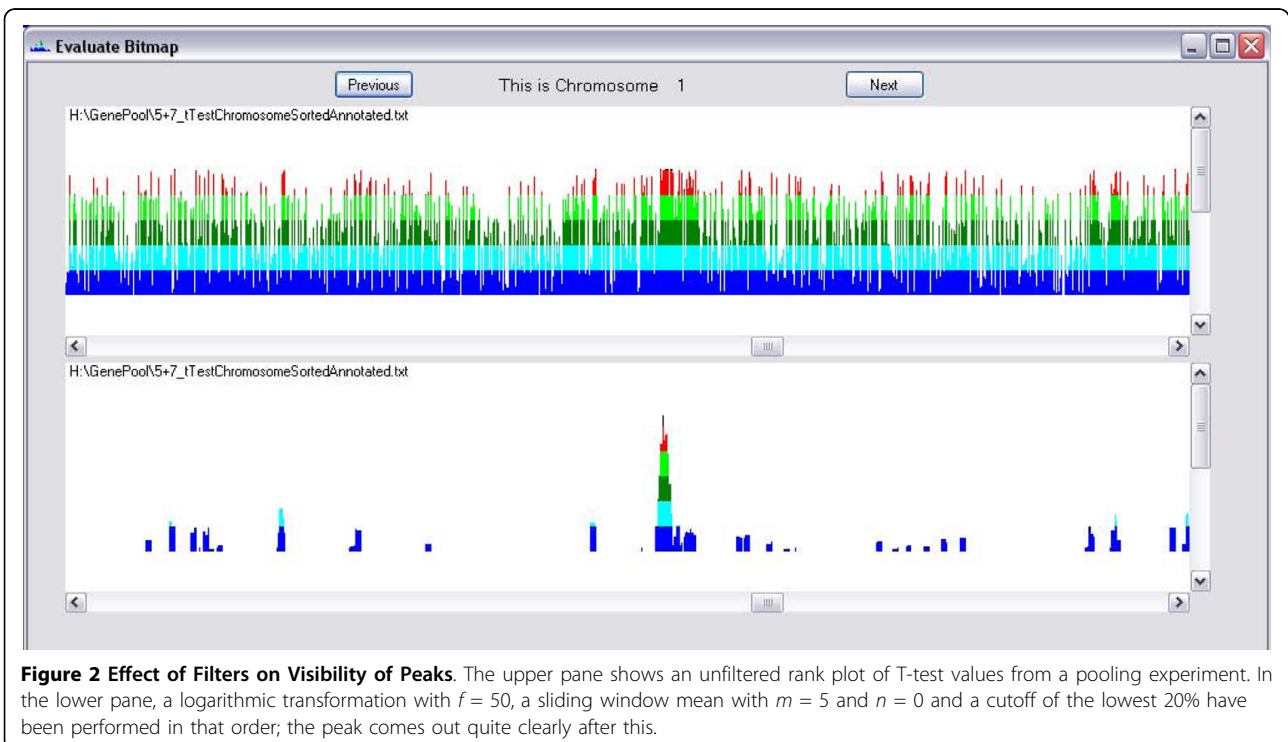 Evaluate Bitmap
Previous
This is Chromosome 1
Next
H:\GenePool\5+7_tTestChromosomeSortedAnnotated.txt
H:\GenePool\5+7_tTestChromosomeSortedAnnotated.txt
Figure 2 Effect of Filters on Visibility of Peaks. The upper pane shows an unfiltered rank plot of T-test values from a pooling experiment. In
the lower pane, a logarithmic transformation with f = 50, a sliding window mean with m = 5 and n = 0 and a cutoff of the lowest 20% have
been performed in that order; the peak comes out quite clearly after this.